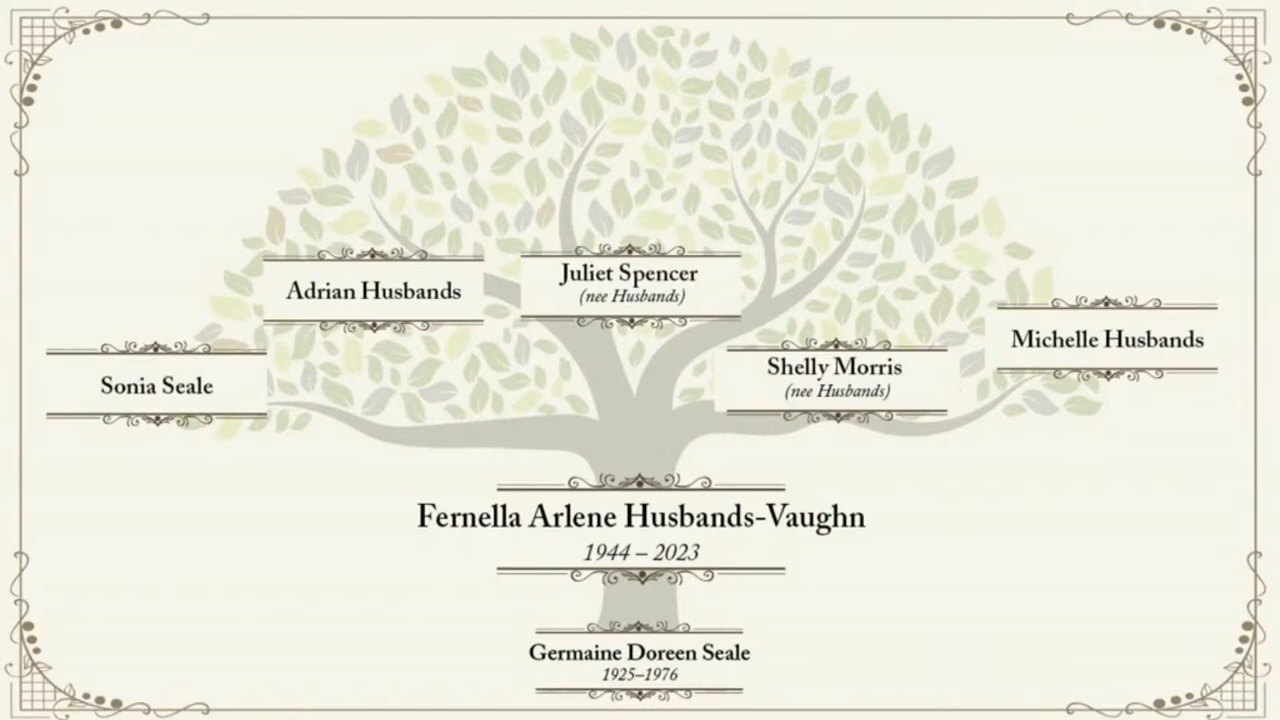 Juliet Spencer
(nee Husbands)
Adrian Husbands
Michelle Husbands
Shelly Morris
(nee Husbands)
Sonia Seale
Fernella Arlene Husbands-Vaughn
1944 – 2023
Germaine Doreen Seale
1925–1976